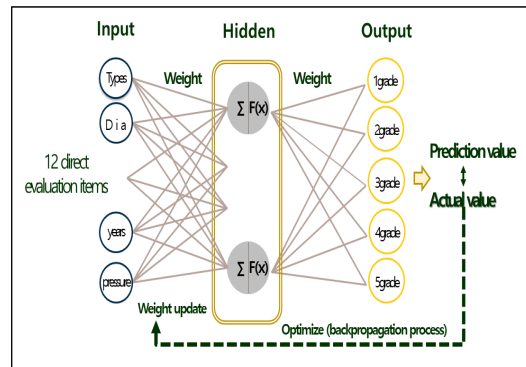 Input
Hidden
Output
Weight
Weight
Types
Dia
12 direct
evaluation items
years
pressure
∑ F(x)
∑ F(x)
1grade
2grade
3grade
4grade
5grade
Prediction value
Actual value
Weight update
Optimize (backpropagation process)